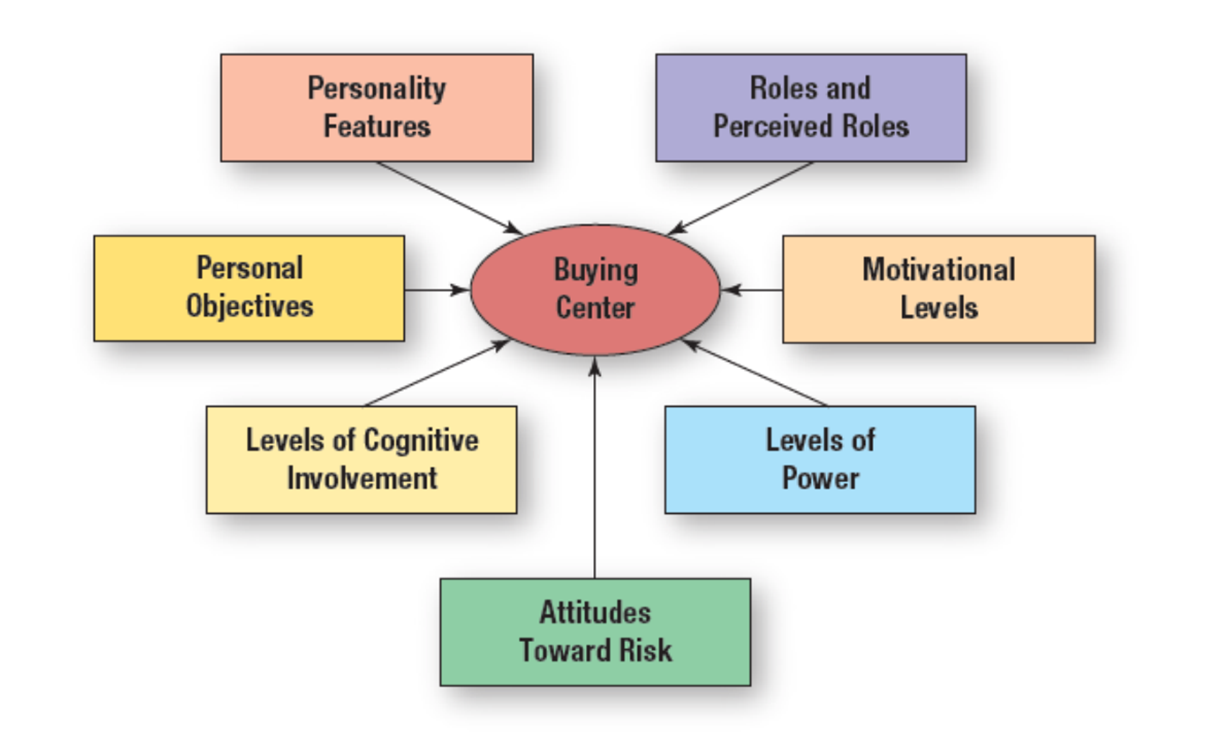 Personality
Features
Roles and
Perceived Roles
Personal
Objectives
Buying
Center
Motivational
Levels
Levels of Cognitive
Involvement
Levels of
Power
Attitudes
Toward Risk